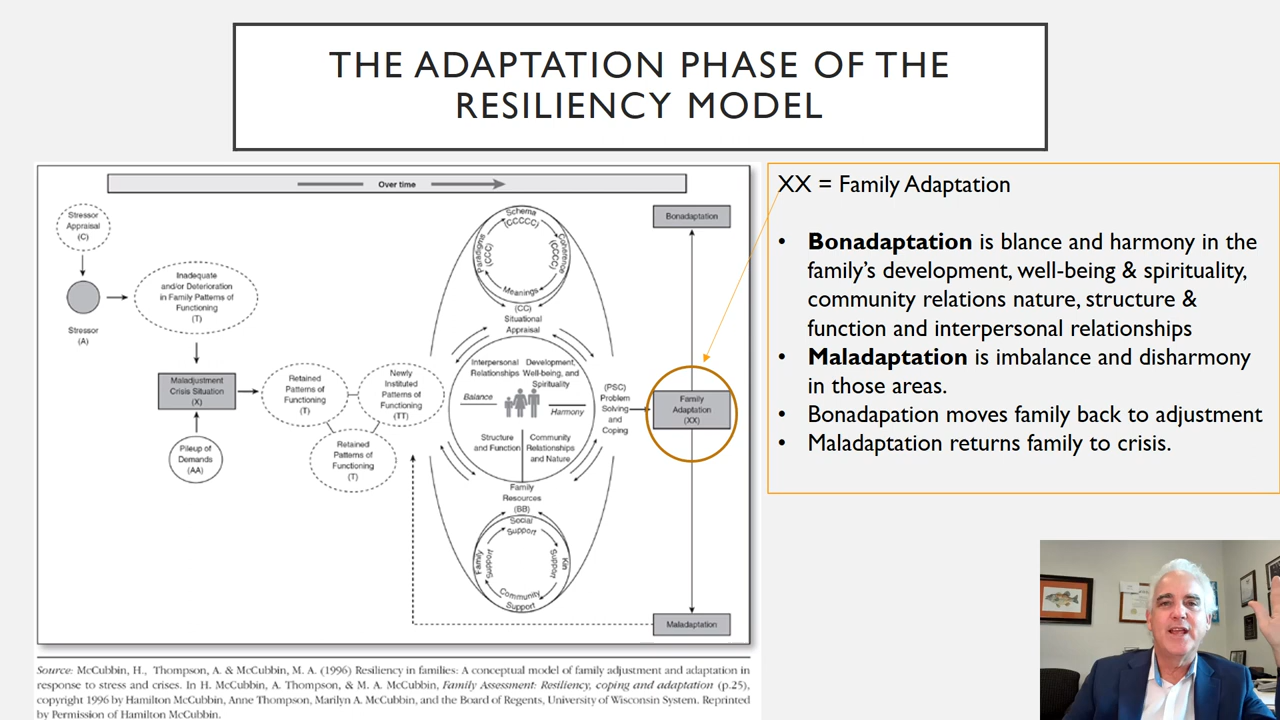 THE ADAPTATION PHASE OF THE
RESILIENCY MODEL
Over time
Stressor
Appraisal
(C)
Stressor
(A)
Inadequate
and/or Deterioration
in Family Patterns of
Functioning
(T)
Maladjustment
Crisis Situation
(X)
Pileup of
Demands
(AA)
Retained
Patterns of
Functioning
(T)
Newly
Instituted
Patterns of
Functioning
(TT)
Retained
Patterns of
Functioning
(T)
Schema
(CCCCC)
Paradigms
(CCC)
Coherence
(CCCC)
Meanings
(CC)
Situational
Appraisal
Interpersonal
Relationships
Development,
Well-being, and
Spirituality
Balance
Harmony
Structure
and Function
Community
Relationships
and Nature
Family
Resources
(BB)
Social
Support
Family
Support
Kin
Support
Community
Support
(PSC)
Problem
Solving
and
Coping
Bonadaptation
Family
Adaptation
(XX)
Maladaptation
XX = Family Adaptation
• Bonadaptation is blance and harmony in the
family's development, well-being & spirituality,
community relations nature, structure &
function and interpersonal relationships
• Maladaptation is imbalance and disharmony
in those areas.
• Bonadapation moves family back to adjustment
• Maladaptation returns family to crisis.
Source: McCubbin, H., Thompson, A. & McCubbin, M. A. (1996) Resiliency in families: A conceptual model of family adjustment and adaptation in
response to stress and crises. In H. McCubbin, A. Thompson, & M. A. McCubbin, Family Assessment: Resiliency, coping and adaptation (p.25),
copyright 1996 by Hamilton McCubbin, Anne Thompson, Marilyn A. McCubbin, and the Board of Regents, University of Wisconsin System. Reprinted
by Permission of Hamilton McCubbin.